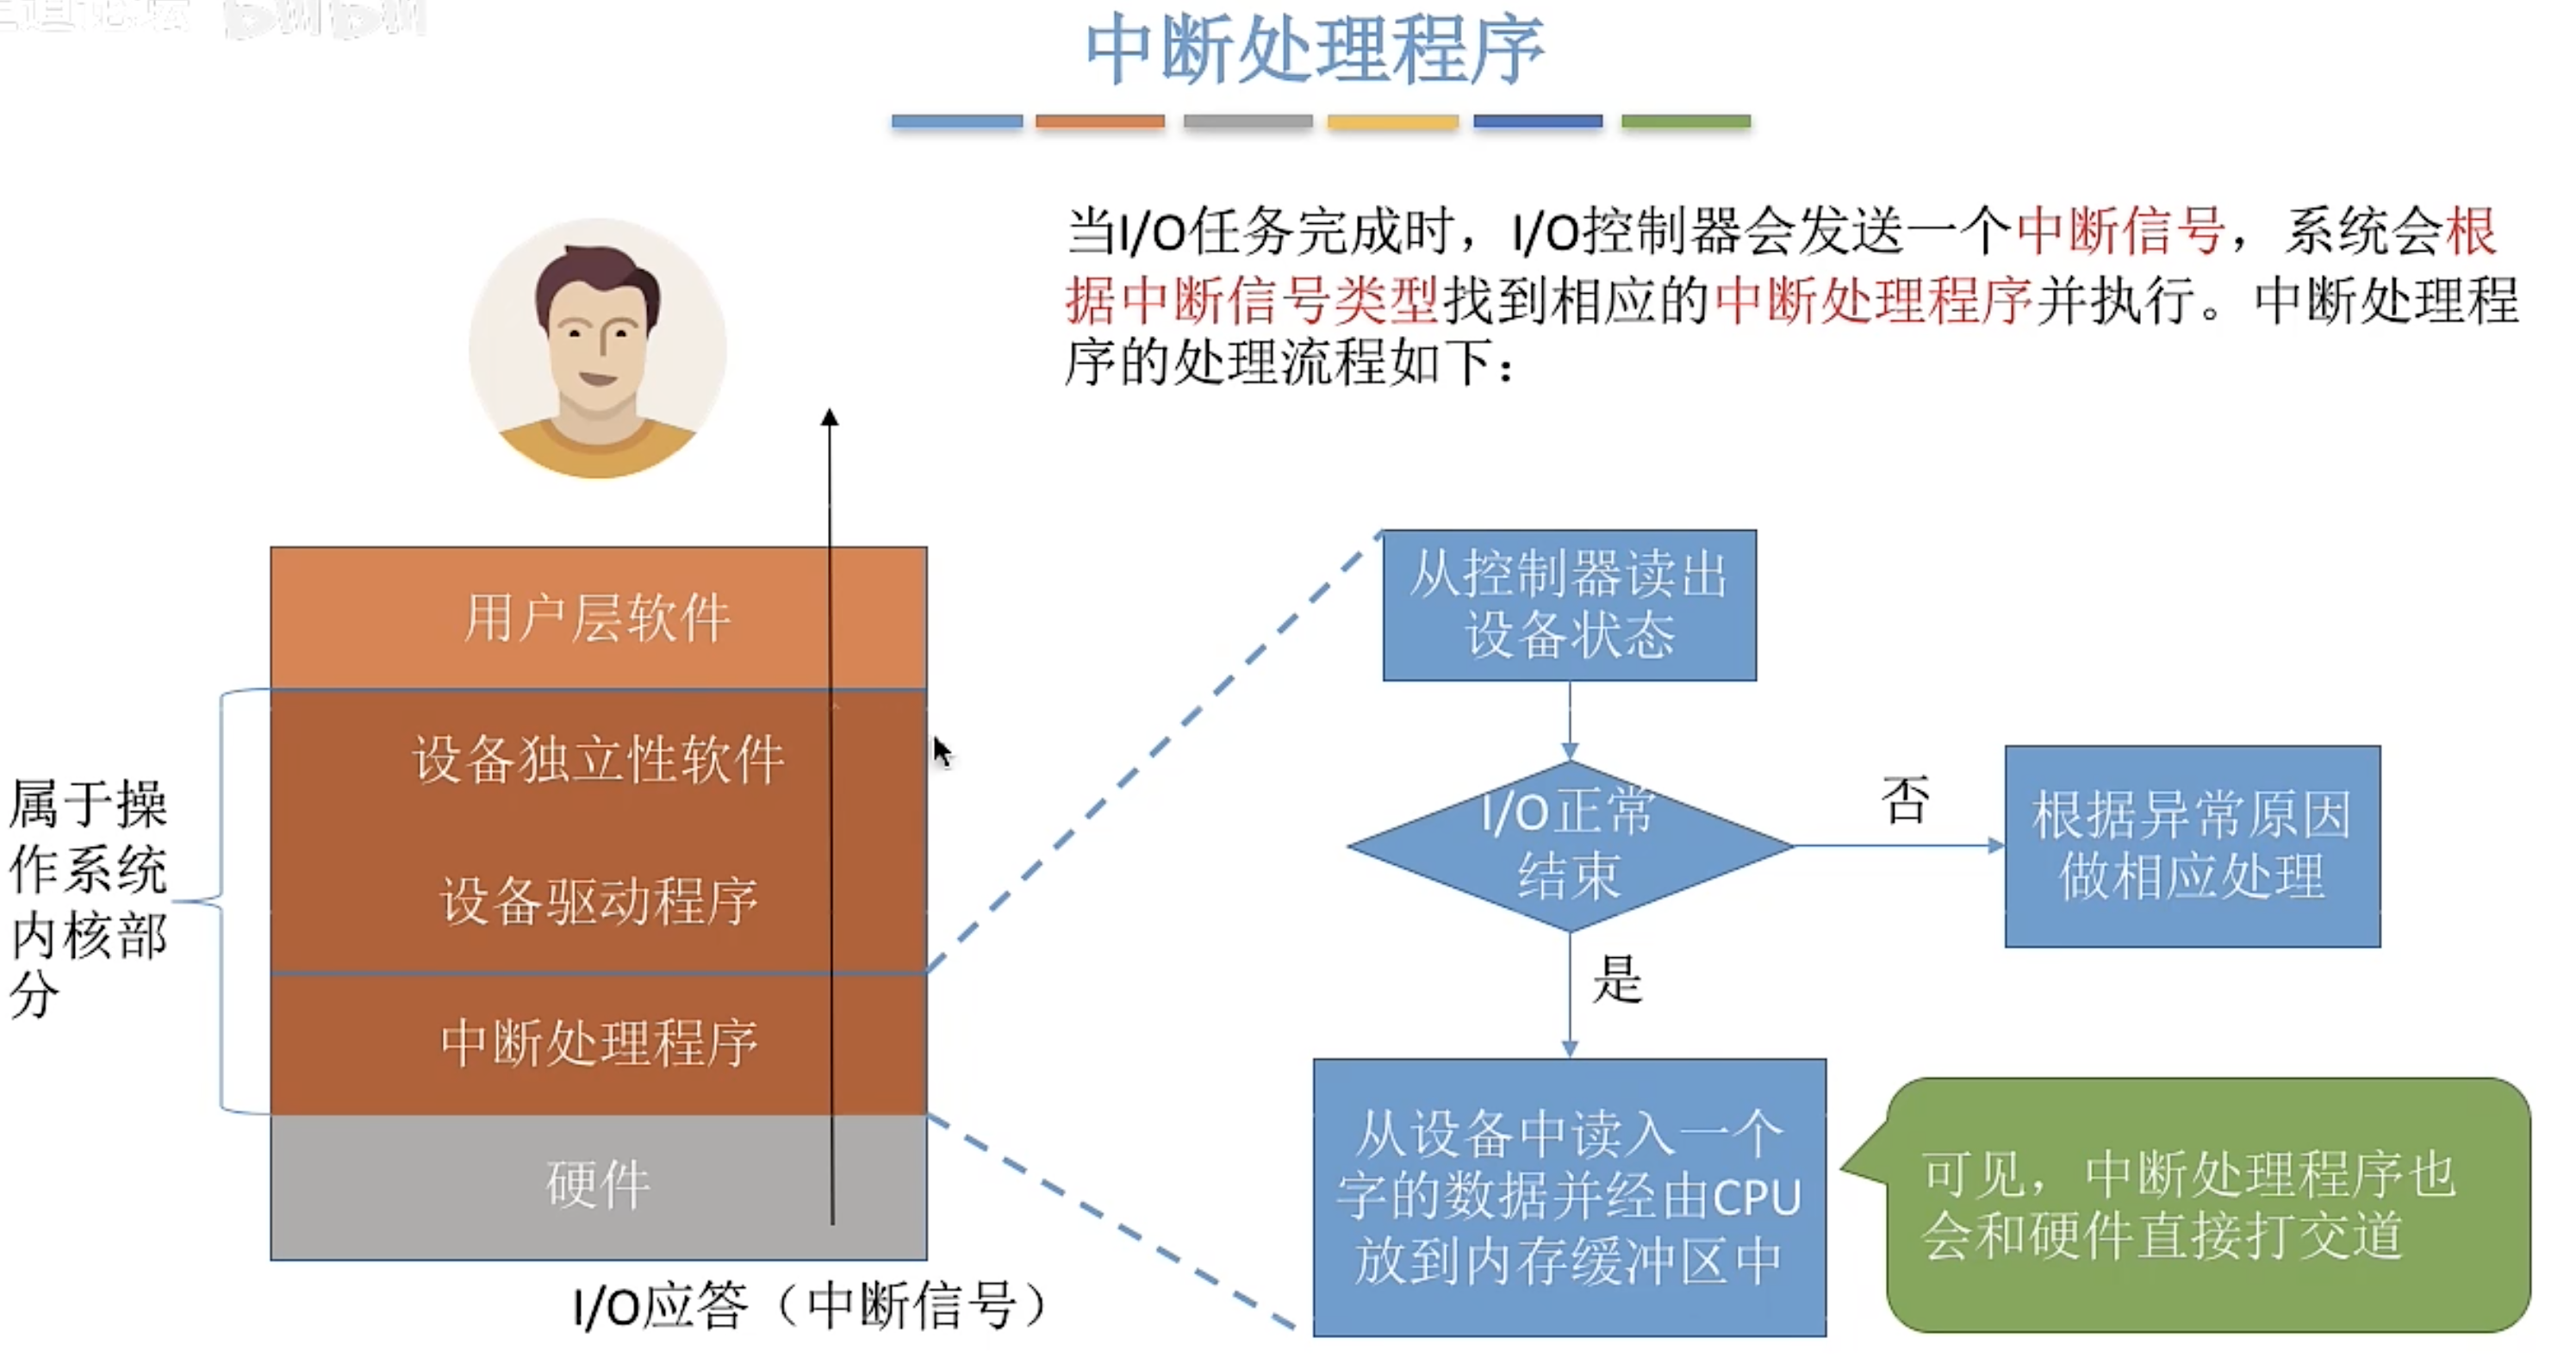 中断处理程序
当I/O任务完成时，I/O控制器会发送一个中断信号，系统会根
据中断信号类型找到相应的中断处理程序并执行。中断处理程
序的处理流程如下：
用户层软件
设备独立性软件
设备驱动程序
中断处理程序
硬件
属于操
作系统
内核部
分
I/O应答（中断信号）
从控制器读出
设备状态
I/O正常
结束
否
根据异常原因
做相应处理
是
从设备中读入一个
字的数据并经由CPU
放到内存缓冲区中
可见，中断处理程序也
会和硬件直接打交道